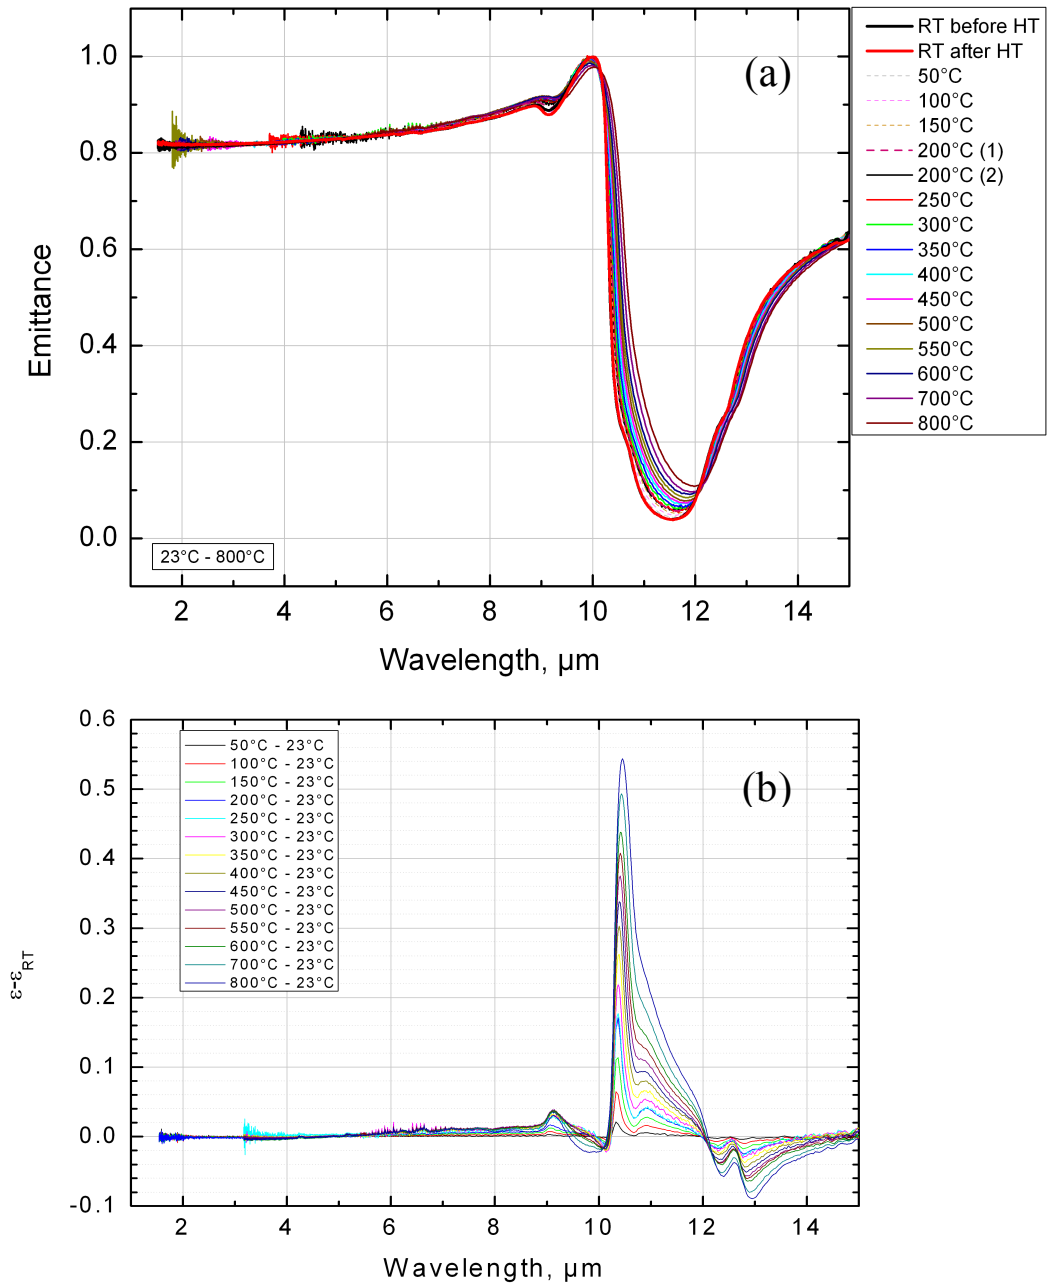 (a)
1.0
0.8
0.6
0.4
0.2
0.0
Emittance
23°C - 800°C
2 4 6 8 10 12 14
Wavelength, µm
RT before HT
RT after HT
50°C
100°C
150°C
200°C (1)
200°C (2)
250°C
300°C
350°C
400°C
450°C
500°C
550°C
600°C
700°C
800°C
(b)
0.6
0.5
0.4
0.3
0.2
0.1
0.0
-0.1
ε-εRT
50°C - 23°C
100°C - 23°C
150°C - 23°C
200°C - 23°C
250°C - 23°C
300°C - 23°C
350°C - 23°C
400°C - 23°C
450°C - 23°C
500°C - 23°C
550°C - 23°C
600°C - 23°C
700°C - 23°C
800°C - 23°C
2 4 6 8 10 12 14
Wavelength, µm